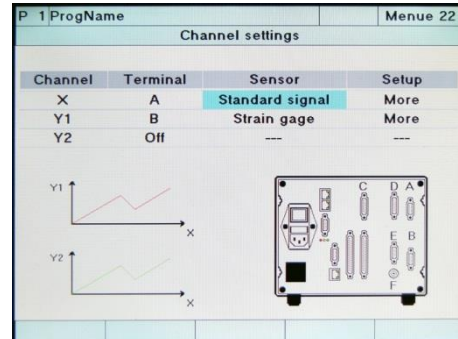 P 1 ProgName Menue 22
Channel settings
Channel Terminal Sensor Setup
X A Standard signal More
Y1 B Strain gage More
Y2 Off --- ---
Y1
X
Y2
X
C D A
E B
F